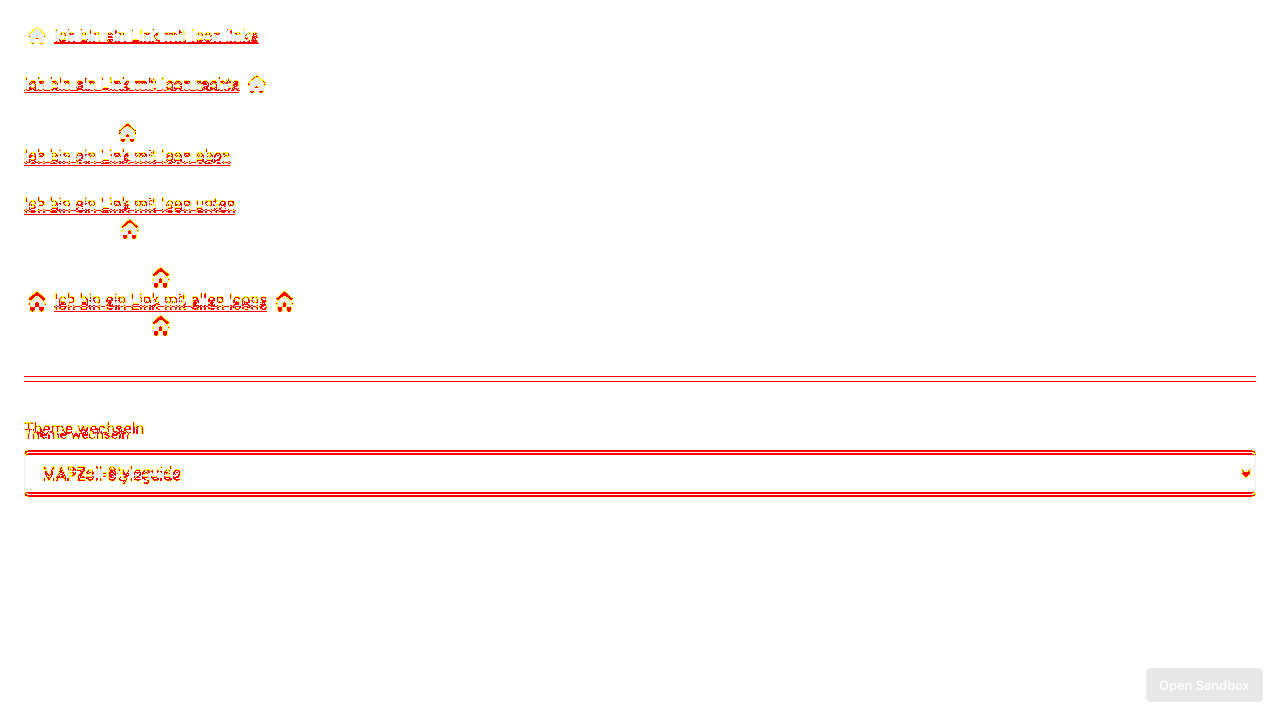 Ich bin ein Link mit Icon links
Ich bin ein Link mit Icon rechts
Ich bin ein Link mit Icon oben
Ich bin ein Link mit Icon unten
Ich bin ein Link mit allen Icons
Theme wechseln
Theme wechseln
Styleguide
Open Sandbox